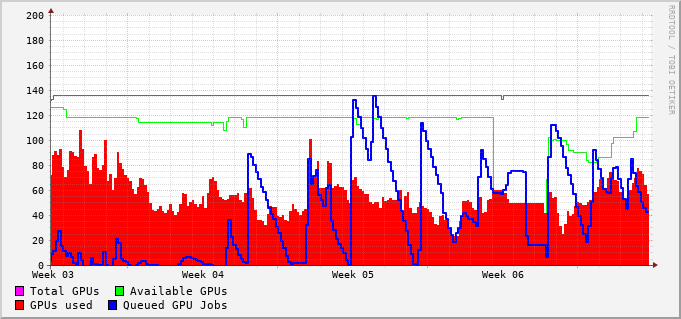 200
180
160
140
120
100
80
60
40
20
0
Week 03 Week 04 Week 05 Week 06
Total GPUs Available GPUs
GPUs used Queued GPU Jobs
RRDTOOL / TOBI OETIKER